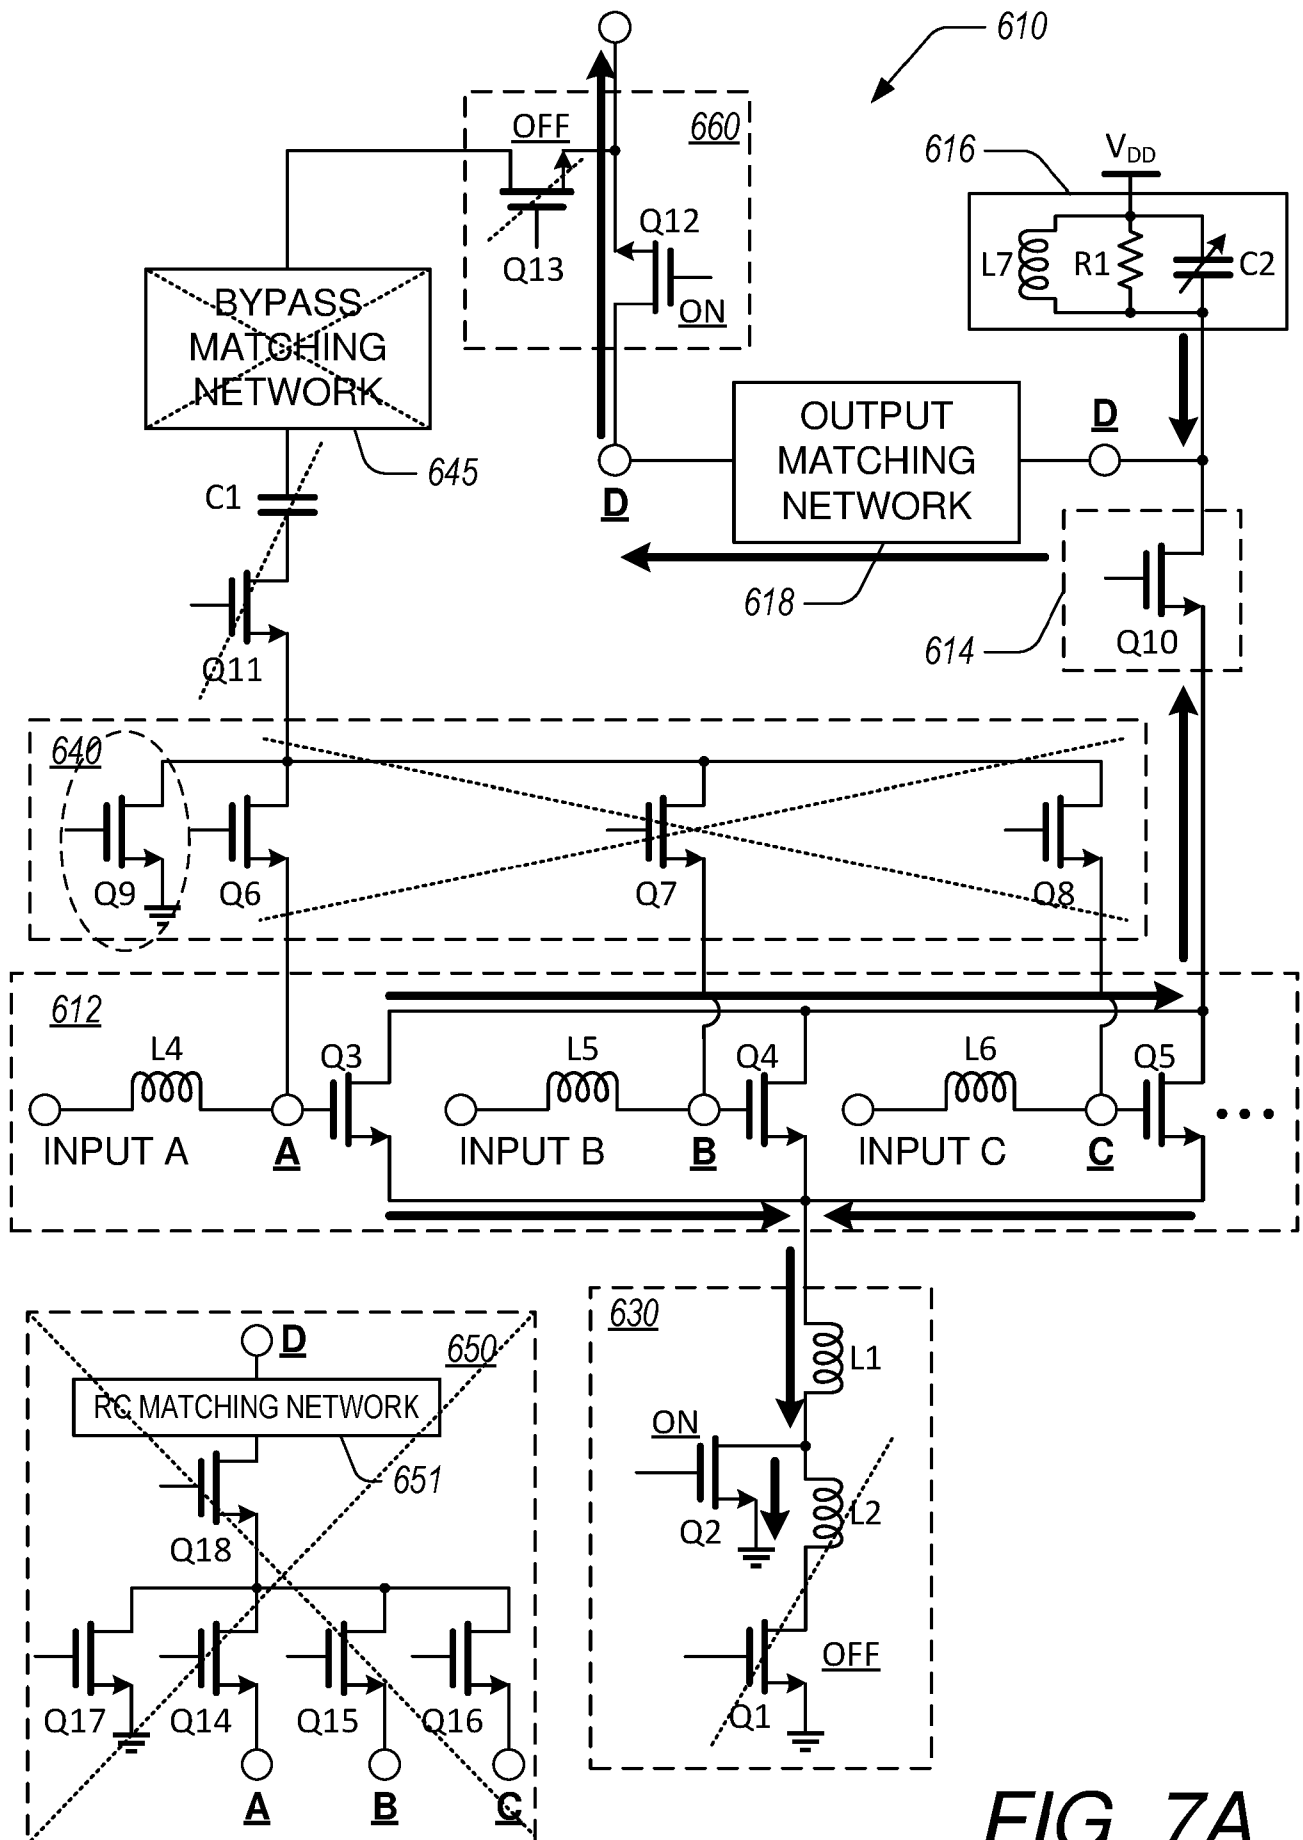 610
OFF
660
616
VDD
Q12
Q13
L7
R1
C2
ON
BYPASS
MATCHING
NETWORK
OUTPUT
MATCHING
NETWORK
D
D
645
C1
618
614
Q10
Q11
640
Q9
Q6
Q7
Q8
612
L4
Q3
L5
Q4
L6
Q5
INPUT A
A
INPUT B
B
INPUT C
C
...
D
650
630
RC MATCHING NETWORK
L1
ON
651
Q2
L2
Q18
OFF
Q17
Q14
Q15
Q16
Q1
A
B
C
FIG. 7A